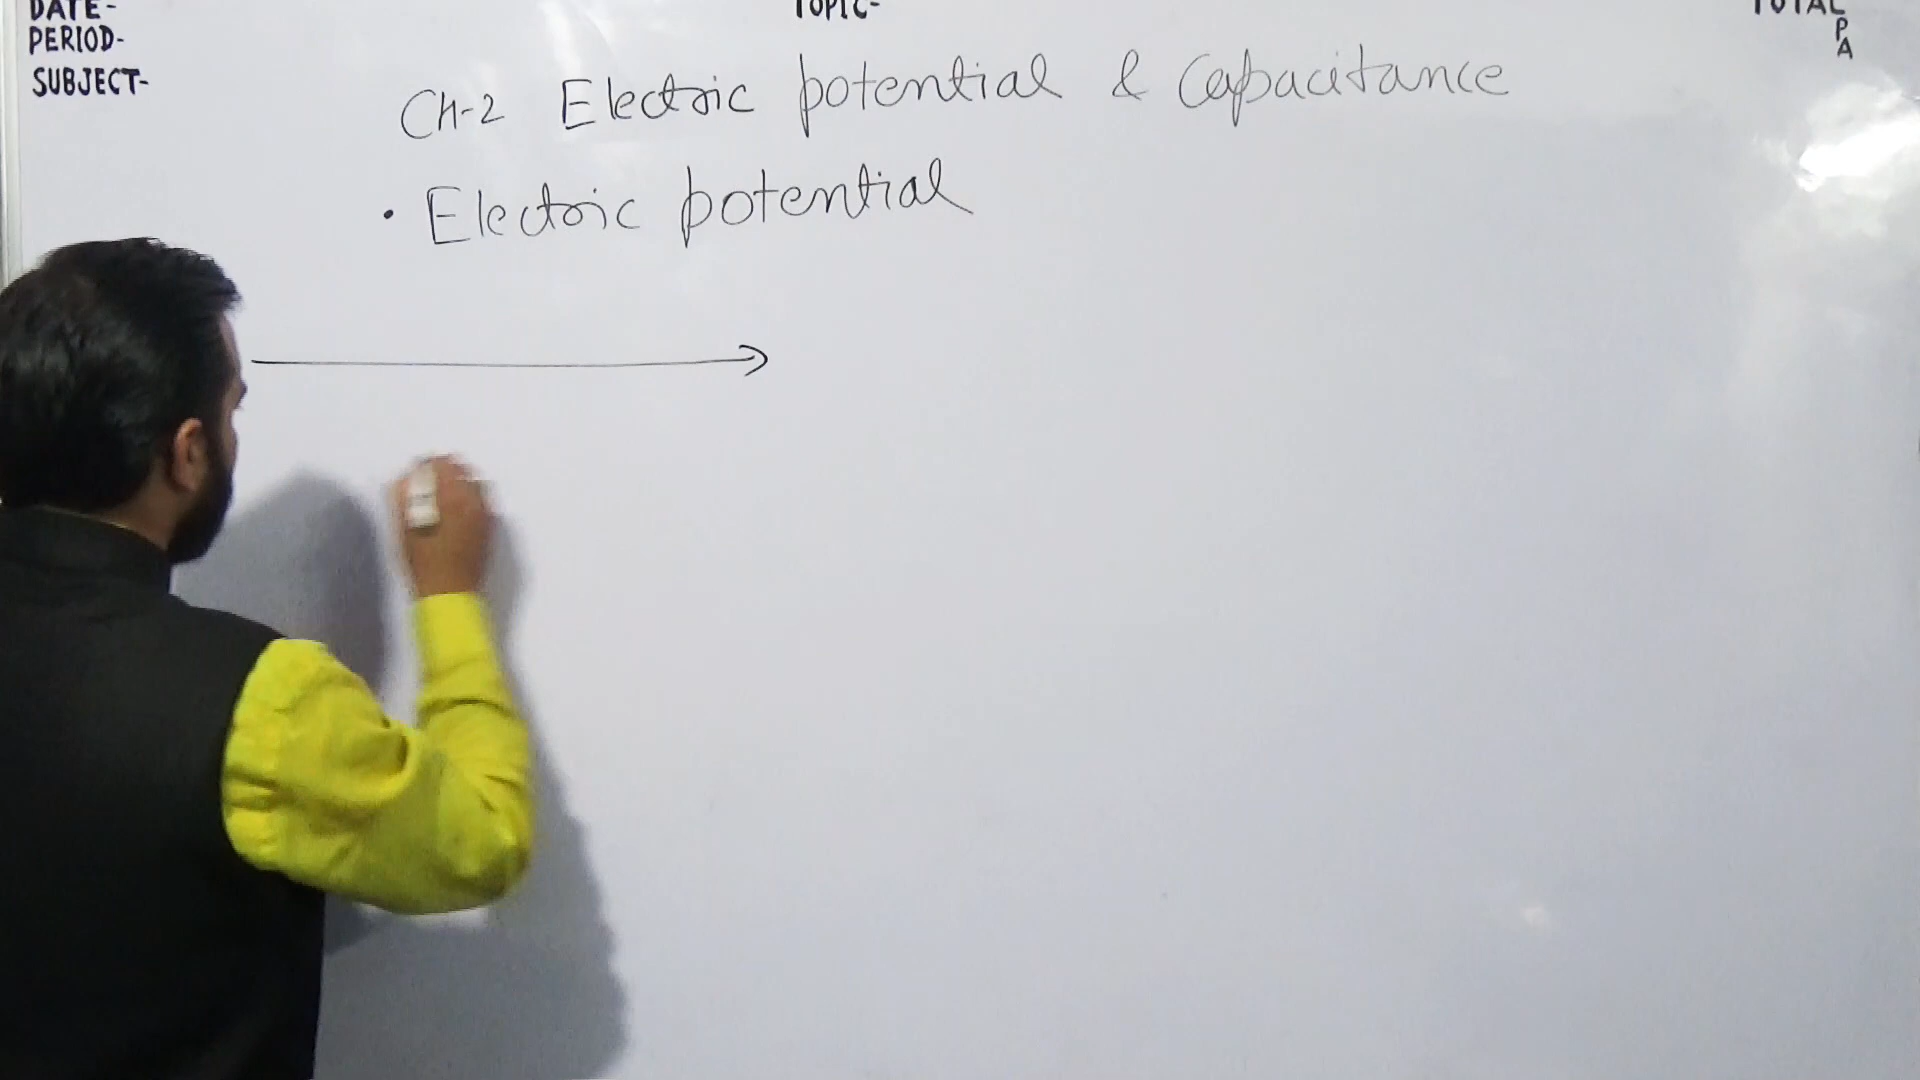 DATE- TOPIC- TOTAL
PERIOD- P
SUBJECT- A
Ch-2 Electric potential & Capacitance
• Electric potential